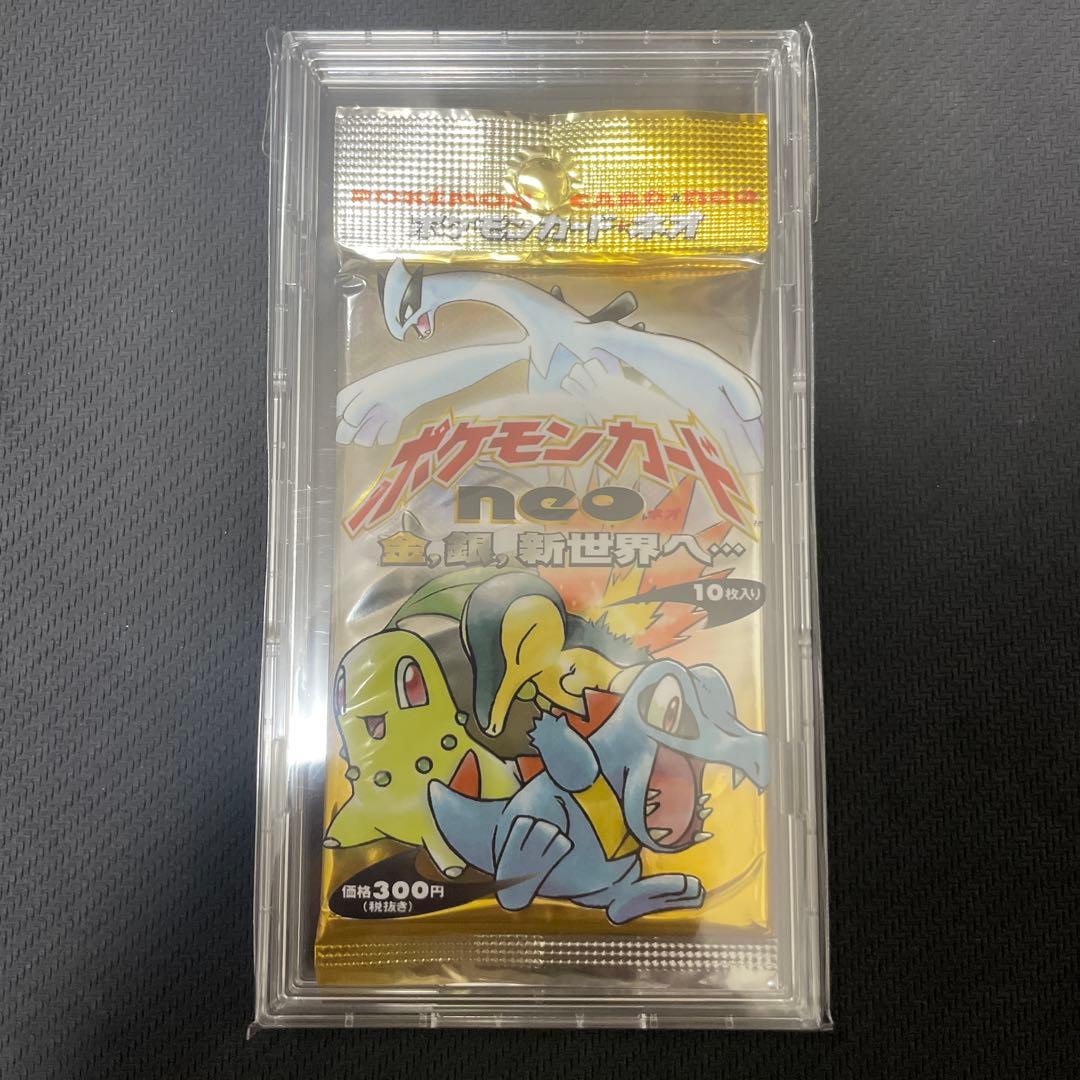 POKEMON CARD★neo
ポケモンカード★ネオ
ポケモンカード
neo
ネオ
金,銀,新世界へ…
10枚入り
価格300円
(税抜き)